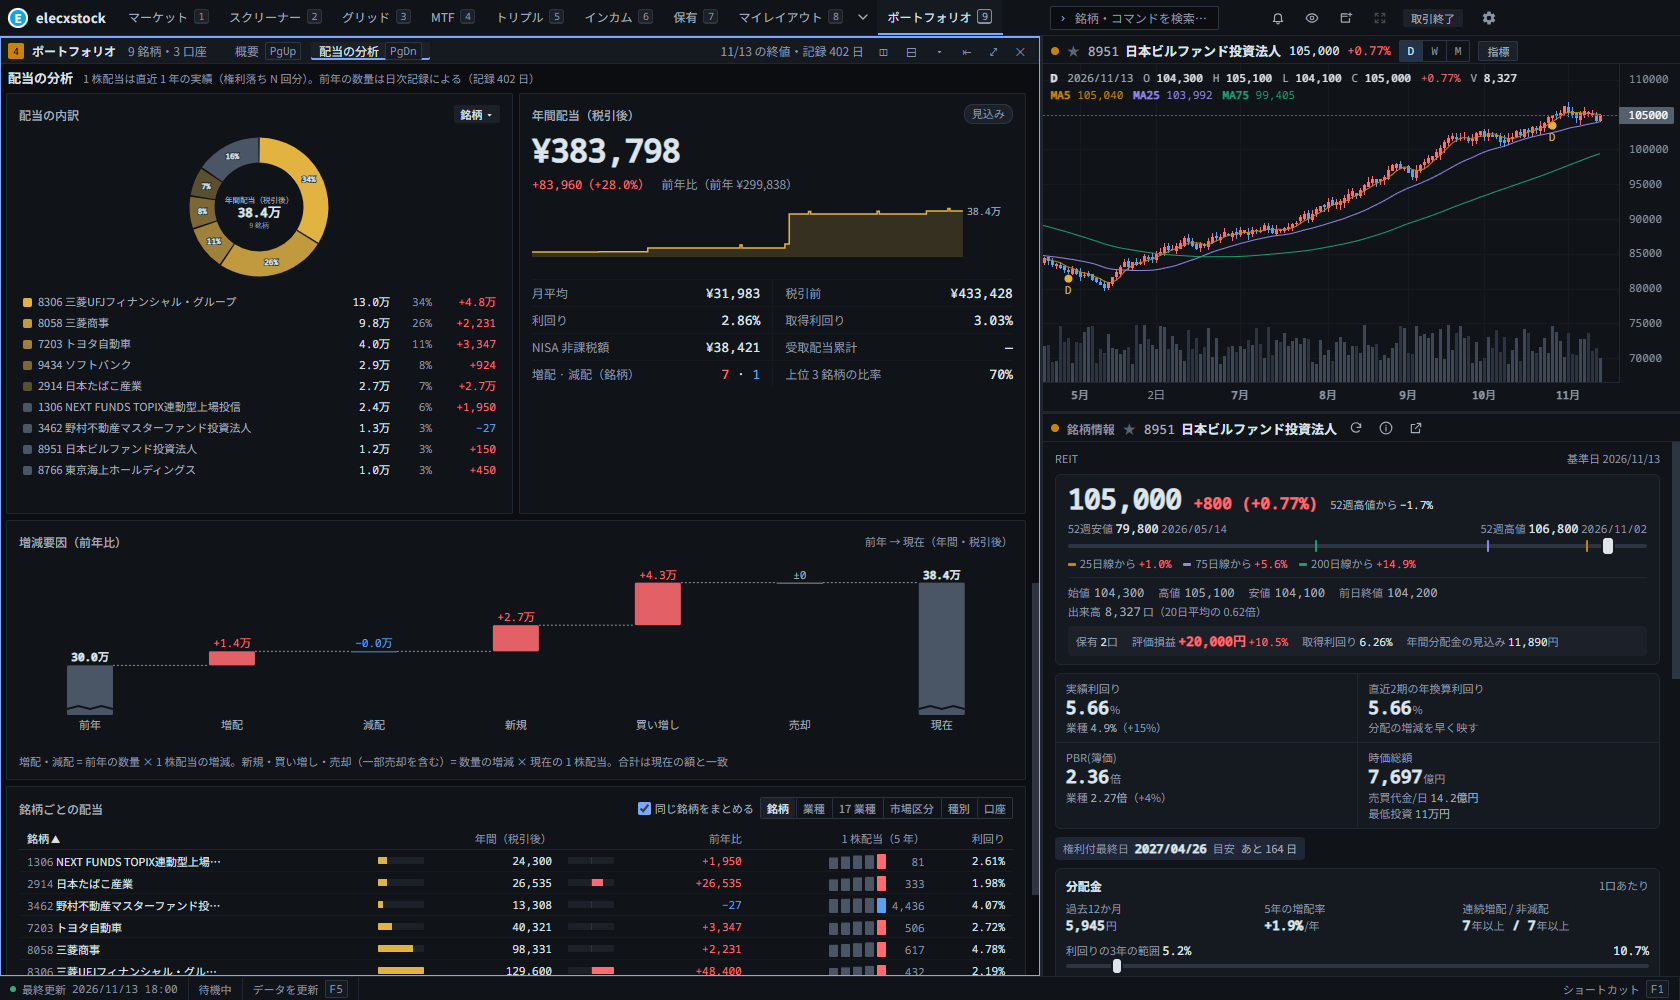 elecxstock
マーケット 1 スクリーナー 2 グリッド 3 MTF 4 トリプル 5 インカム 6 保有 7 マイレイアウト 8 ポートフォリオ 9
› 銘柄・コマンドを検索… 取引終了
4 ポートフォリオ 9銘柄・3口座 概要 PgUp 配当の分析 PgDn 11/13の終値・記録402日
配当の分析 1株配当は直近1年の実績（権利落ちN回分）。前年の数量は日次記録による（記録402日）
配当の内訳 銘柄
34%
26%
11%
8%
7%
16%
年間配当（税引後）
38.4万
9銘柄
8306 三菱UFJフィナンシャル・グループ 13.0万 34% +4.8万
8058 三菱商事 9.8万 26% +2,231
7203 トヨタ自動車 4.0万 11% +3,347
9434 ソフトバンク 2.9万 8% +924
2914 日本たばこ産業 2.7万 7% +2.7万
1306 NEXT FUNDS TOPIX連動型上場投信 2.4万 6% +1,950
3462 野村不動産マスターファンド投資法人 1.3万 3% −27
8951 日本ビルファンド投資法人 1.2万 3% +150
8766 東京海上ホールディングス 1.0万 3% +450
年間配当（税引後） 見込み
¥383,798
+83,960 (+28.0%) 前年比（前年 ¥299,838）
38.4万
月平均 ¥31,983 税引前 ¥433,428
利回り 2.86% 取得利回り 3.03%
NISA 非課税額 ¥38,421 受取配当累計 —
増配・減配（銘柄） 7 · 1 上位3銘柄の比率 70%
増減要因（前年比） 前年 → 現在（年間・税引後）
30.0万 +1.4万 −0.0万 +2.7万 +4.3万 ±0 38.4万
前年 増配 減配 新規 買い増し 売却 現在
増配・減配 = 前年の数量 × 1株配当の増減。新規・買い増し・売却（一部売却を含む）= 数量の増減 × 現在の1株配当。合計は現在の額と一致
銘柄ごとの配当 同じ銘柄をまとめる 銘柄 業種 17業種 市場区分 種別 口座
銘柄▲ 年間（税引後） 前年比 1株配当（5年） 利回り
1306 NEXT FUNDS TOPIX連動型上場… 24,300 +1,950 81 2.61%
2914 日本たばこ産業 26,535 +26,535 333 1.98%
3462 野村不動産マスターファンド投… 13,308 −27 4,436 4.07%
7203 トヨタ自動車 40,321 +3,347 506 2.72%
8058 三菱商事 98,331 +2,231 617 4.78%
8306 三菱UFJフィナンシャル・グル… 129,600 +48,400 432 2.19%
★ 8951 日本ビルファンド投資法人 105,000 +0.77% D W M 指標
D 2026/11/13 O 104,300 H 105,100 L 104,100 C 105,000 +0.77% V 8,327
MA5 105,040 MA25 103,992 MA75 99,405
110000
105000
100000
95000
90000
85000
80000
75000
70000
D
D
5月 2日 7月 8月 9月 10月 11月
銘柄情報 ★ 8951 日本ビルファンド投資法人
REIT 基準日 2026/11/13
105,000 +800 (+0.77%) 52週高値から −1.7%
52週安値 79,800 2026/05/14 52週高値 106,800 2026/11/02
25日線から +1.0% 75日線から +5.6% 200日線から +14.9%
始値 104,300 高値 105,100 安値 104,100 前日終値 104,200
出来高 8,327口（20日平均の 0.62倍）
保有 2口 評価損益 +20,000円 +10.5% 取得利回り 6.26% 年間分配金の見込み 11,890円
実績利回り 直近2期の年換算利回り
5.66% 5.66%
業種 4.9%（+15%） 分配の増減を早く映す
PBR(簿価) 時価総額
2.36倍 7,697億円
業種 2.27倍（+4%） 売買代金/日 14.2億円
最低投資 11万円
権利付最終日 2027/04/26 目安 あと164日
分配金 1口あたり
過去12か月 5年の増配率 連続増配 / 非減配
5,945円 +1.9%/年 7年以上 / 7年以上
利回りの3年の範囲 5.2% 10.7%
最終更新 2026/11/13 18:00 待機中 データを更新 F5 ショートカット F1